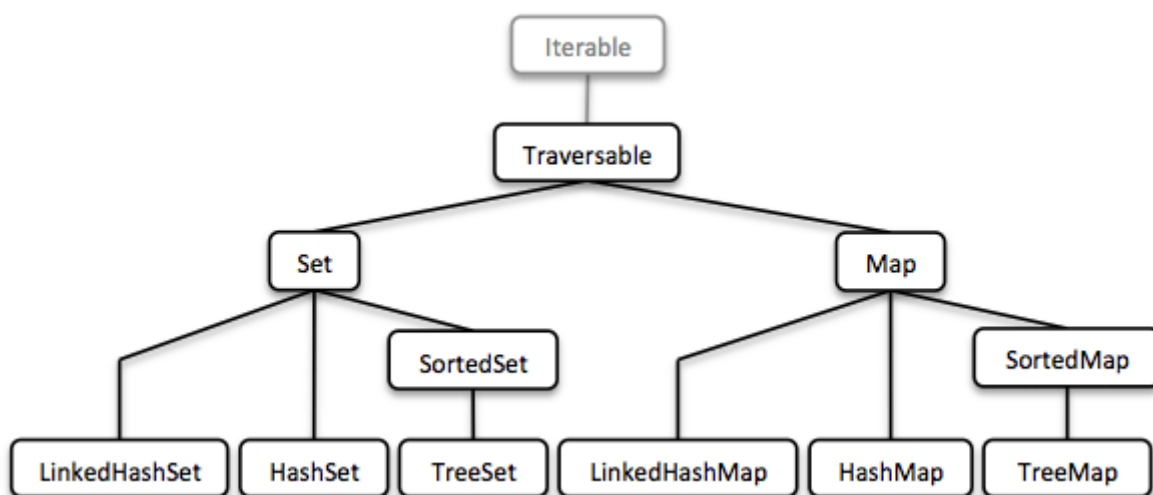 Iterable
Traversable
Set
Map
SortedSet
SortedMap
LinkedHashSet
HashSet
TreeSet
LinkedHashMap
HashMap
TreeMap